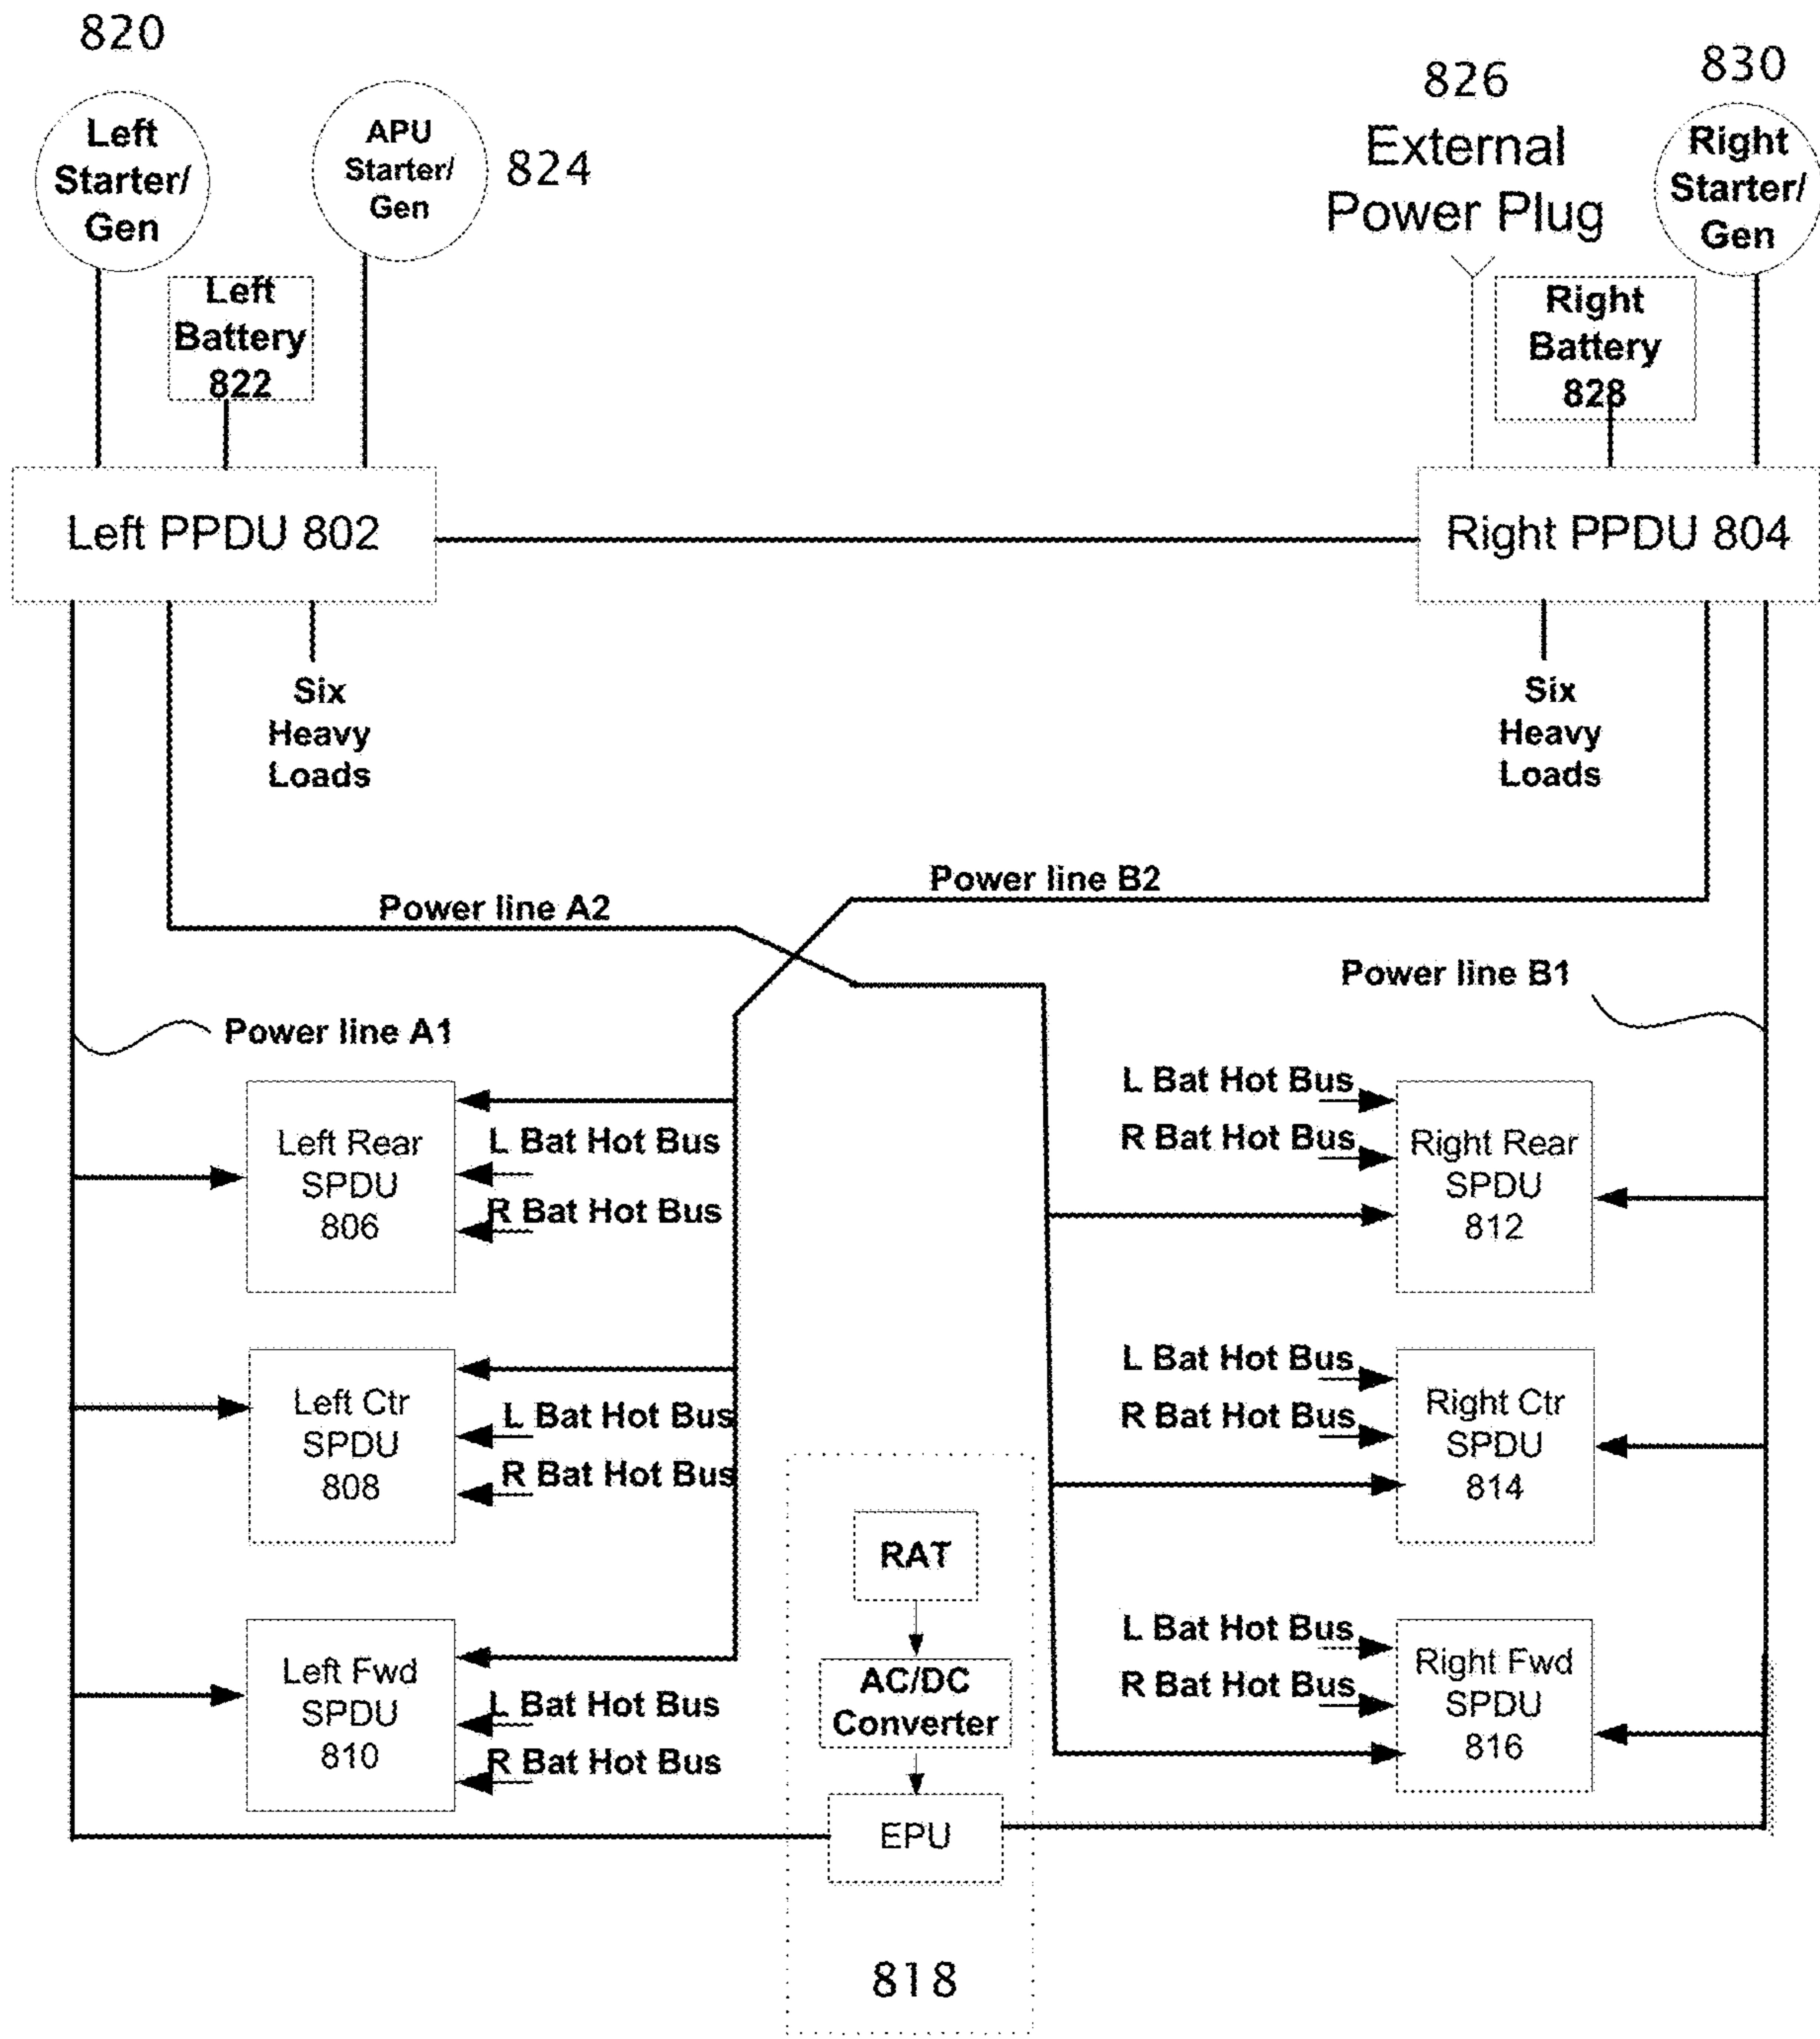 820
Left
Starter/
Gen
APU
Starter/
Gen
824
826
External
Power Plug
830
Right
Starter/
Gen
Left
Battery
822
Right
Battery
828
Left PPDU 802
Right PPDU 804
Six
Heavy
Loads
Six
Heavy
Loads
Power line A2
Power line B2
Power line A1
Power line B1
Left Rear
SPDU
806
L Bat Hot Bus
R Bat Hot Bus
L Bat Hot Bus
R Bat Hot Bus
Right Rear
SPDU
812
Left Ctr
SPDU
808
L Bat Hot Bus
R Bat Hot Bus
L Bat Hot Bus
R Bat Hot Bus
Right Ctr
SPDU
814
RAT
AC/DC
Converter
EPU
818
Left Fwd
SPDU
810
L Bat Hot Bus
R Bat Hot Bus
L Bat Hot Bus
R Bat Hot Bus
Right Fwd
SPDU
816